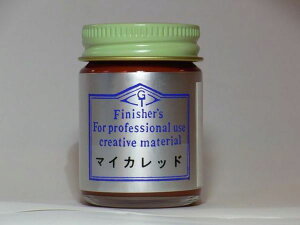 G
Finisher's
For professional use
creative material
マイカレッド